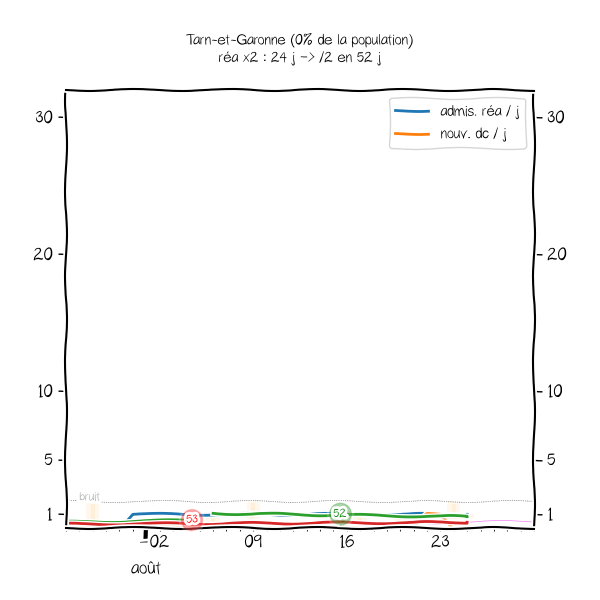 Tarn-et-Garonne (0% de la population)
réa x2 : 24 j -> /2 en 52 j
admis. réa / j
nouv. dc / j
30
30
20
20
10
10
5
5
bruit
1
1
53
52
02
09
16
23
août